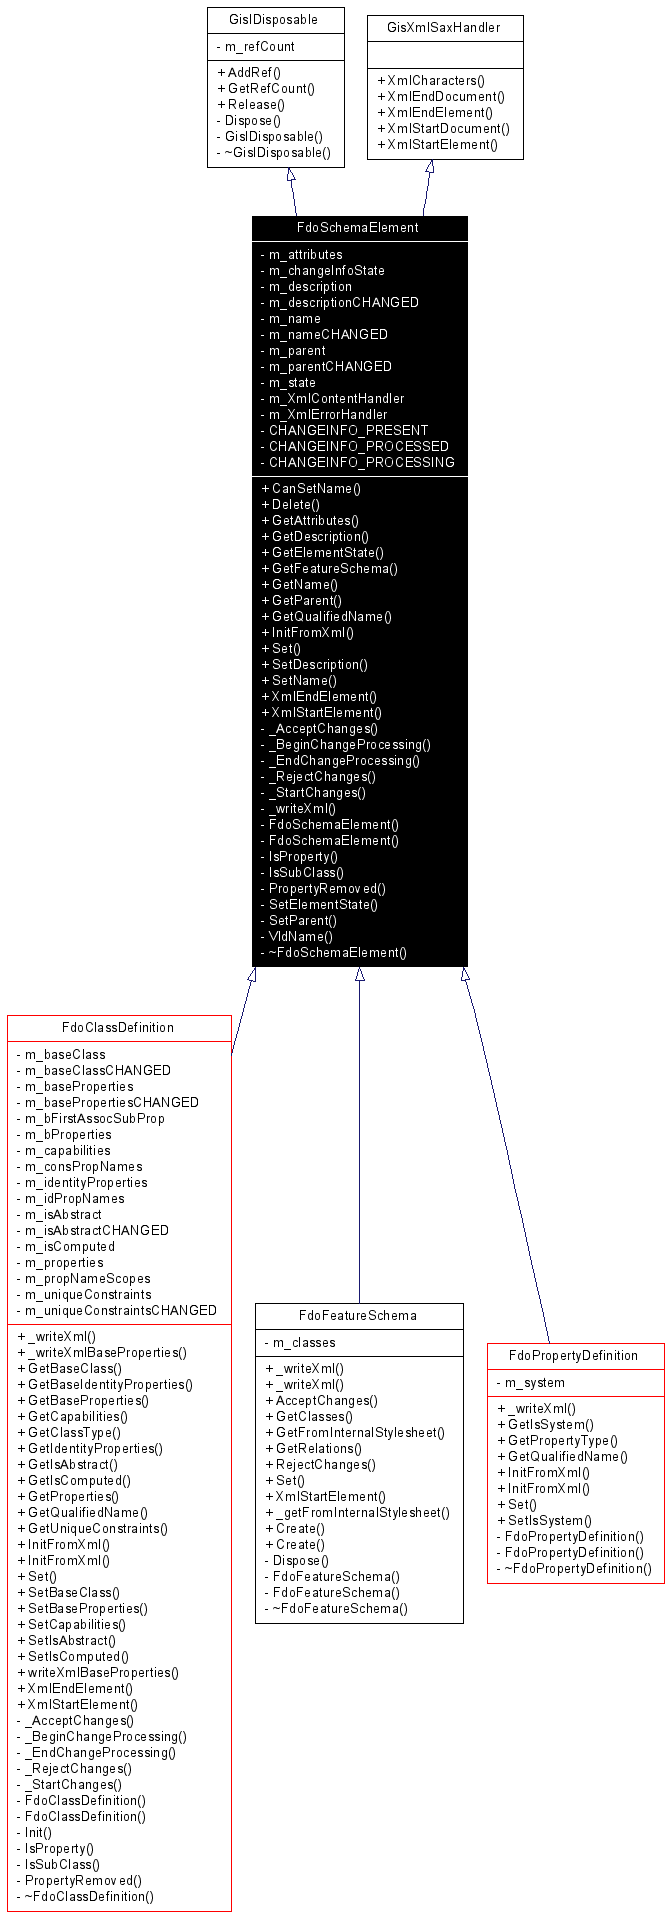 GisIDisposable
- m_refCount
+ AddRef()
+ GetRefCount()
+ Release()
- Dispose()
- GisIDisposable()
- ~GisIDisposable()
GisXmlSaxHandler
+ XmlCharacters()
+ XmlEndDocument()
+ XmlEndElement()
+ XmlStartDocument()
+ XmlStartElement()
FdoSchemaElement
- m_attributes
- m_changeInfoState
- m_description
- m_descriptionCHANGED
- m_name
- m_nameCHANGED
- m_parent
- m_parentCHANGED
- m_state
- m_XmlContentHandler
- m_XmlErrorHandler
- CHANGEINFO_PRESENT
- CHANGEINFO_PROCESSED
- CHANGEINFO_PROCESSING
+ CanSetName()
+ Delete()
+ GetAttributes()
+ GetDescription()
+ GetElementState()
+ GetFeatureSchema()
+ GetName()
+ GetParent()
+ GetQualifiedName()
+ InitFromXml()
+ Set()
+ SetDescription()
+ SetName()
+ XmlEndElement()
+ XmlStartElement()
- _AcceptChanges()
- _BeginChangeProcessing()
- _EndChangeProcessing()
- _RejectChanges()
- _StartChanges()
- _writeXml()
- FdoSchemaElement()
- FdoSchemaElement()
- IsProperty()
- IsSubClass()
- PropertyRemoved()
- SetElementState()
- SetParent()
- VldName()
- ~FdoSchemaElement()
FdoClassDefinition
- m_baseClass
- m_baseClassCHANGED
- m_baseProperties
- m_basePropertiesCHANGED
- m_bFirstAssocSubProp
- m_bProperties
- m_capabilities
- m_consPropNames
- m_identityProperties
- m_idPropNames
- m_isAbstract
- m_isAbstractCHANGED
- m_isComputed
- m_properties
- m_propNameScopes
- m_uniqueConstraints
- m_uniqueConstraintsCHANGED
+ _writeXml()
+ _writeXmlBaseProperties()
+ GetBaseClass()
+ GetBaseIdentityProperties()
+ GetBaseProperties()
+ GetCapabilities()
+ GetClassType()
+ GetIdentityProperties()
+ GetIsAbstract()
+ GetIsComputed()
+ GetProperties()
+ GetQualifiedName()
+ GetUniqueConstraints()
+ InitFromXml()
+ InitFromXml()
+ Set()
+ SetBaseClass()
+ SetBaseProperties()
+ SetCapabilities()
+ SetIsAbstract()
+ SetIsComputed()
+ writeXmlBaseProperties()
+ XmlEndElement()
+ XmlStartElement()
- _AcceptChanges()
- _BeginChangeProcessing()
- _EndChangeProcessing()
- _RejectChanges()
- _StartChanges()
- FdoClassDefinition()
- FdoClassDefinition()
- Init()
- IsProperty()
- IsSubClass()
- PropertyRemoved()
- ~FdoClassDefinition()
FdoFeatureSchema
- m_classes
+ _writeXml()
+ _writeXml()
+ AcceptChanges()
+ GetClasses()
+ GetFromInternalStylesheet()
+ GetRelations()
+ RejectChanges()
+ Set()
+ XmlStartElement()
+ _getFromInternalStylesheet()
+ Create()
+ Create()
- Dispose()
- FdoFeatureSchema()
- FdoFeatureSchema()
- ~FdoFeatureSchema()
FdoPropertyDefinition
- m_system
+ _writeXml()
+ GetIsSystem()
+ GetPropertyType()
+ GetQualifiedName()
+ InitFromXml()
+ InitFromXml()
+ Set()
+ SetIsSystem()
- FdoPropertyDefinition()
- FdoPropertyDefinition()
- ~FdoPropertyDefinition()